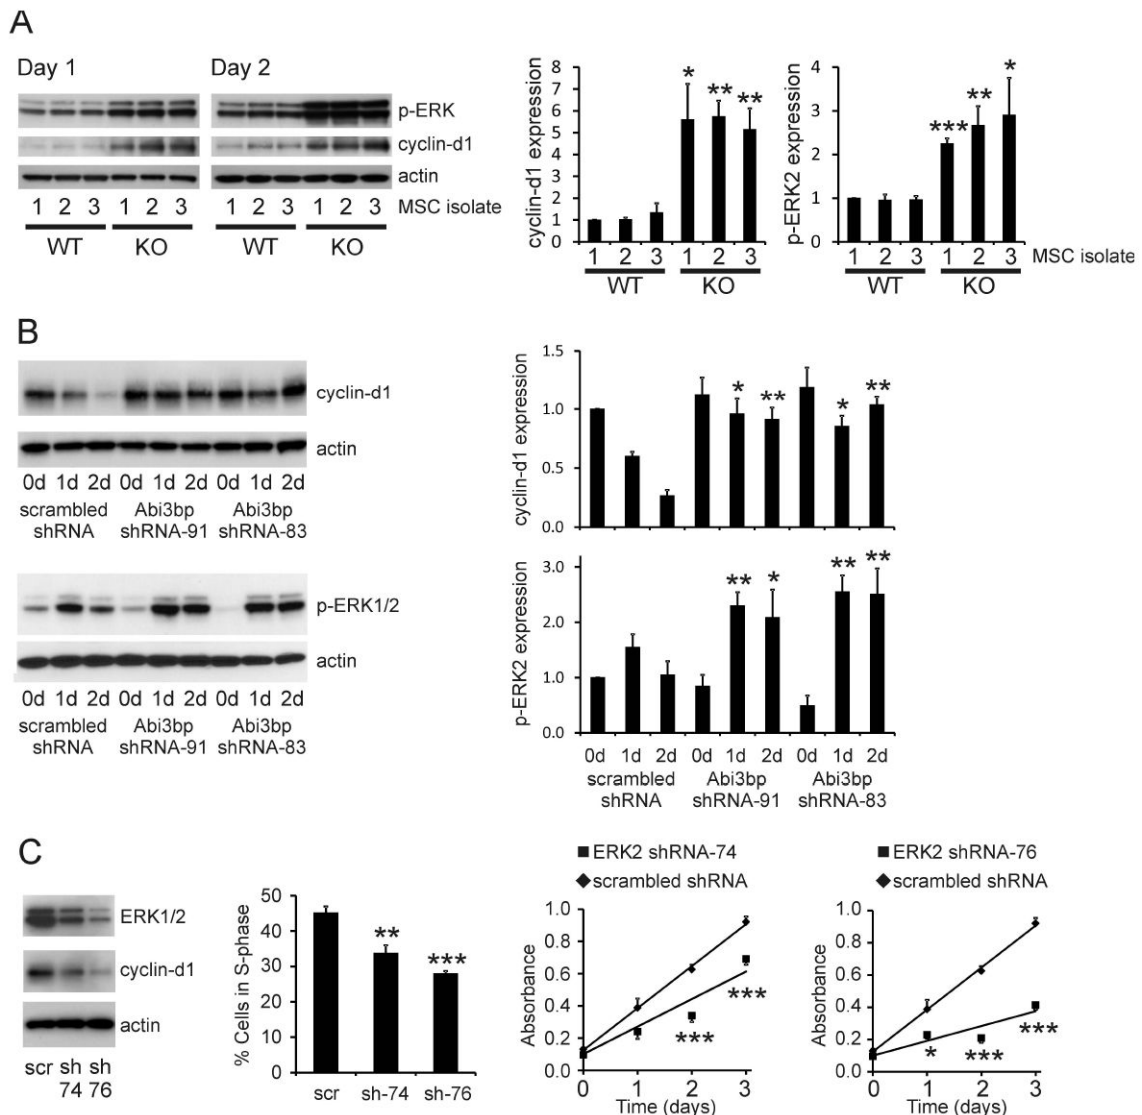 A
Day 1
Day 2
p-ERK
cyclin-d1
actin
1 2 3 1 2 3 1 2 3 1 2 3 MSC isolate
WT KO WT KO
cyclin-d1 expression
8
7
6
5
4
3
2
1
0
* ** **
1 2 3 1 2 3
WT KO
p-ERK2 expression
4
3
2
1
0
*** ** *
1 2 3 1 2 3 MSC isolate
WT KO
B
cyclin-d1
actin
0d 1d 2d 0d 1d 2d 0d 1d 2d
scrambled Abi3bp Abi3bp
shRNA shRNA-91 shRNA-83
p-ERK1/2
actin
0d 1d 2d 0d 1d 2d 0d 1d 2d
scrambled Abi3bp Abi3bp
shRNA shRNA-91 shRNA-83
cyclin-d1 expression
1.5
1.0
0.5
0.0
* ** * **
p-ERK2 expression
3.0
2.0
1.0
0.0
** * ** **
0d 1d 2d 0d 1d 2d 0d 1d 2d
scrambled Abi3bp Abi3bp
shRNA shRNA-91 shRNA-83
C
ERK1/2
cyclin-d1
actin
scr sh sh
74 76
% Cells in S-phase
50
40
30
20
10
0
** ***
scr sh-74 sh-76
ERK2 shRNA-74
scrambled shRNA
Absorbance
1.0
0.8
0.6
0.4
0.2
0.0
*** ***
0 1 2 3
Time (days)
ERK2 shRNA-76
scrambled shRNA
Absorbance
1.0
0.8
0.6
0.4
0.2
0.0
* *** ***
0 1 2 3
Time (days)